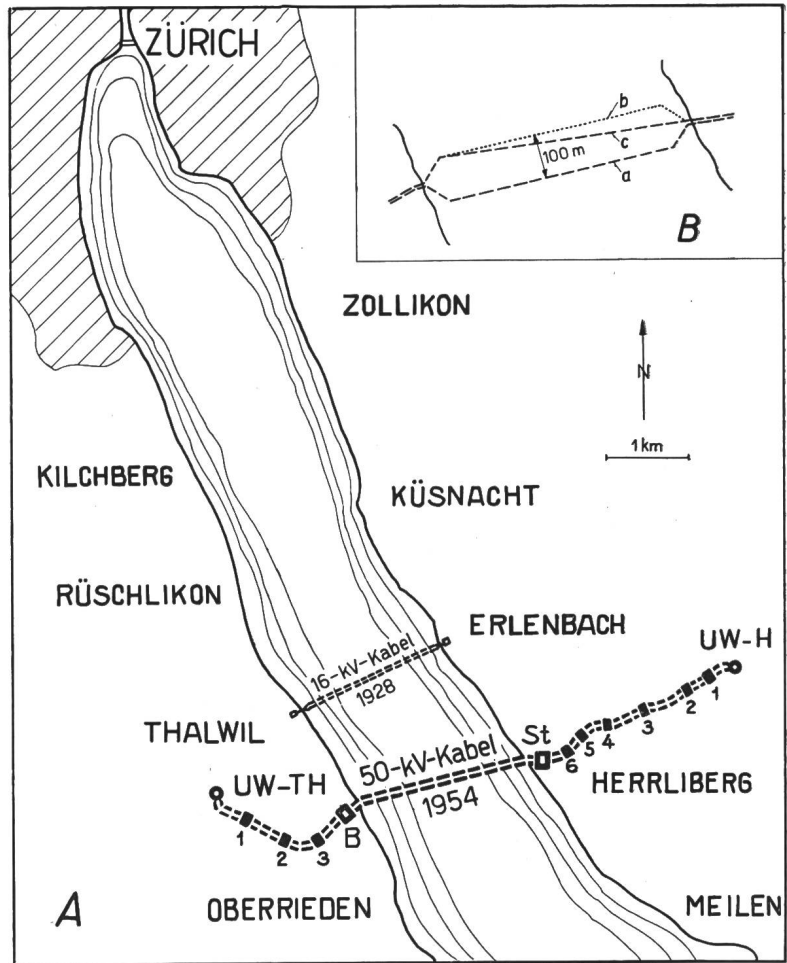 ZÜRICH
b
c
100 m
a
B
ZOLLIKON
N
1 km
KILCHBERG
KÜSNACHT
RÜSCHLIKON
ERLENBACH
UW-H
16-kV-Kabel
1928
1
2
3
4
5
6
THALWIL
St
50-kV-Kabel
1954
HERRLIBERG
UW-TH
B
1
2
3
A
OBERRIEDEN
MEILEN